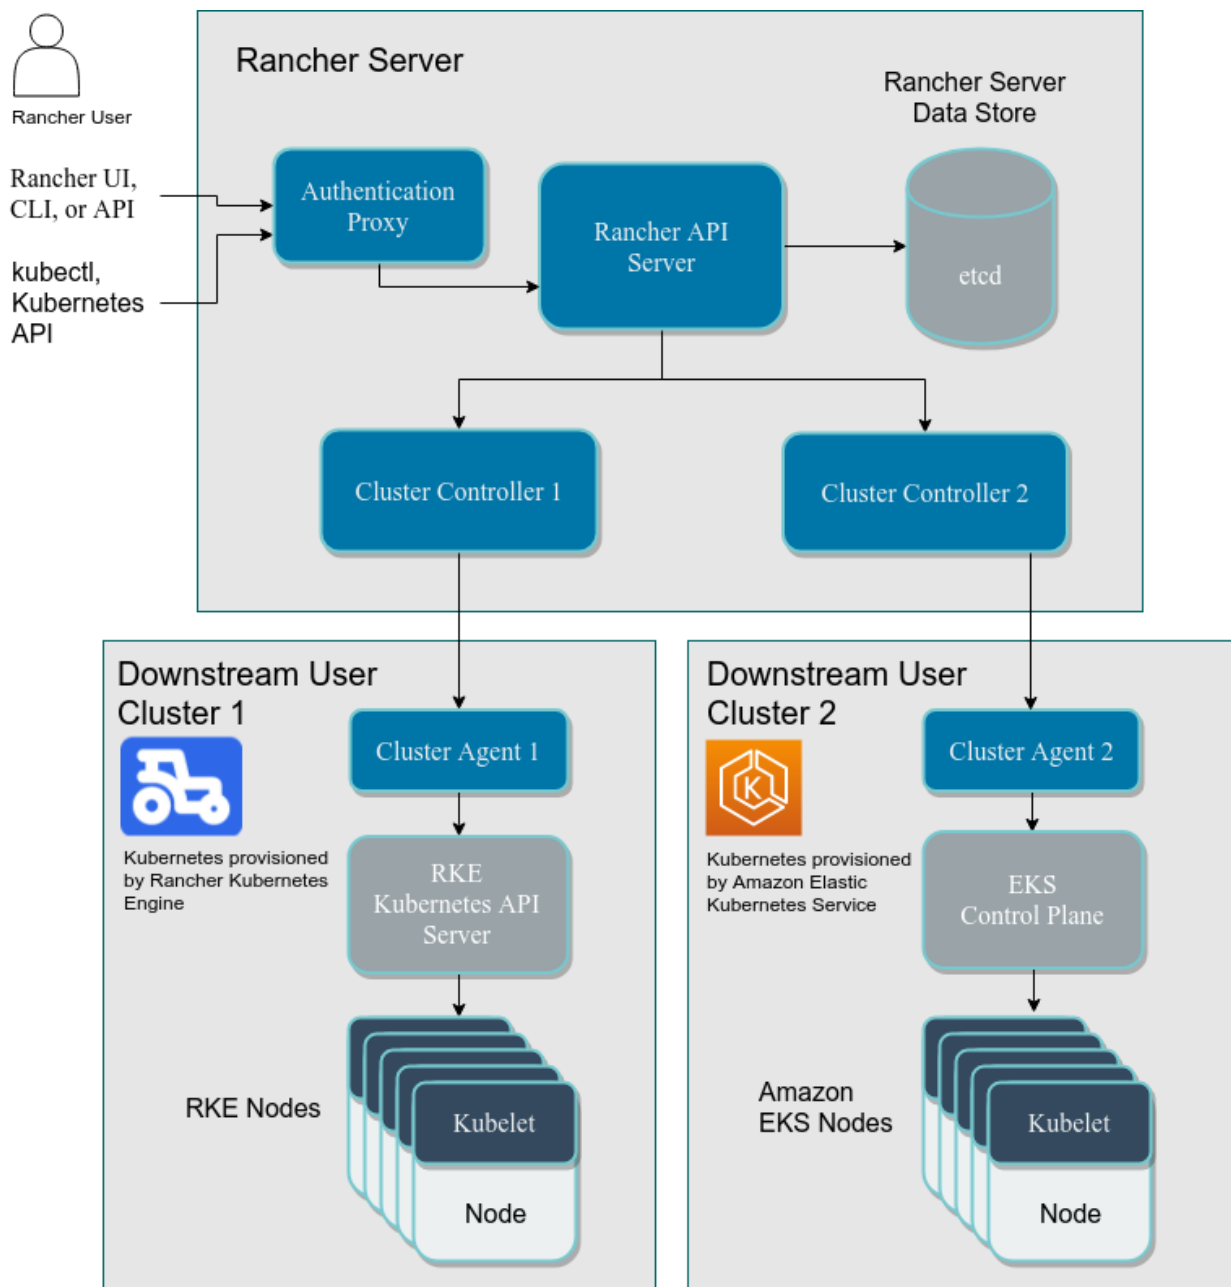 Rancher Server
Rancher User
Rancher Server
Data Store
Rancher UI,
CLI, or API
kubectl,
Kubernetes
API
Authentication
Proxy
Rancher API
Server
etcd
Cluster Controller 1
Cluster Controller 2
Downstream User
Cluster 1
Cluster Agent 1
Kubernetes provisioned
by Rancher Kubernetes
Engine
RKE
Kubernetes API
Server
RKE Nodes
Kubelet
Node
Downstream User
Cluster 2
Cluster Agent 2
K
Kubernetes provisioned
by Amazon Elastic
Kubernetes Service
EKS
Control Plane
Amazon
EKS Nodes
Kubelet
Node